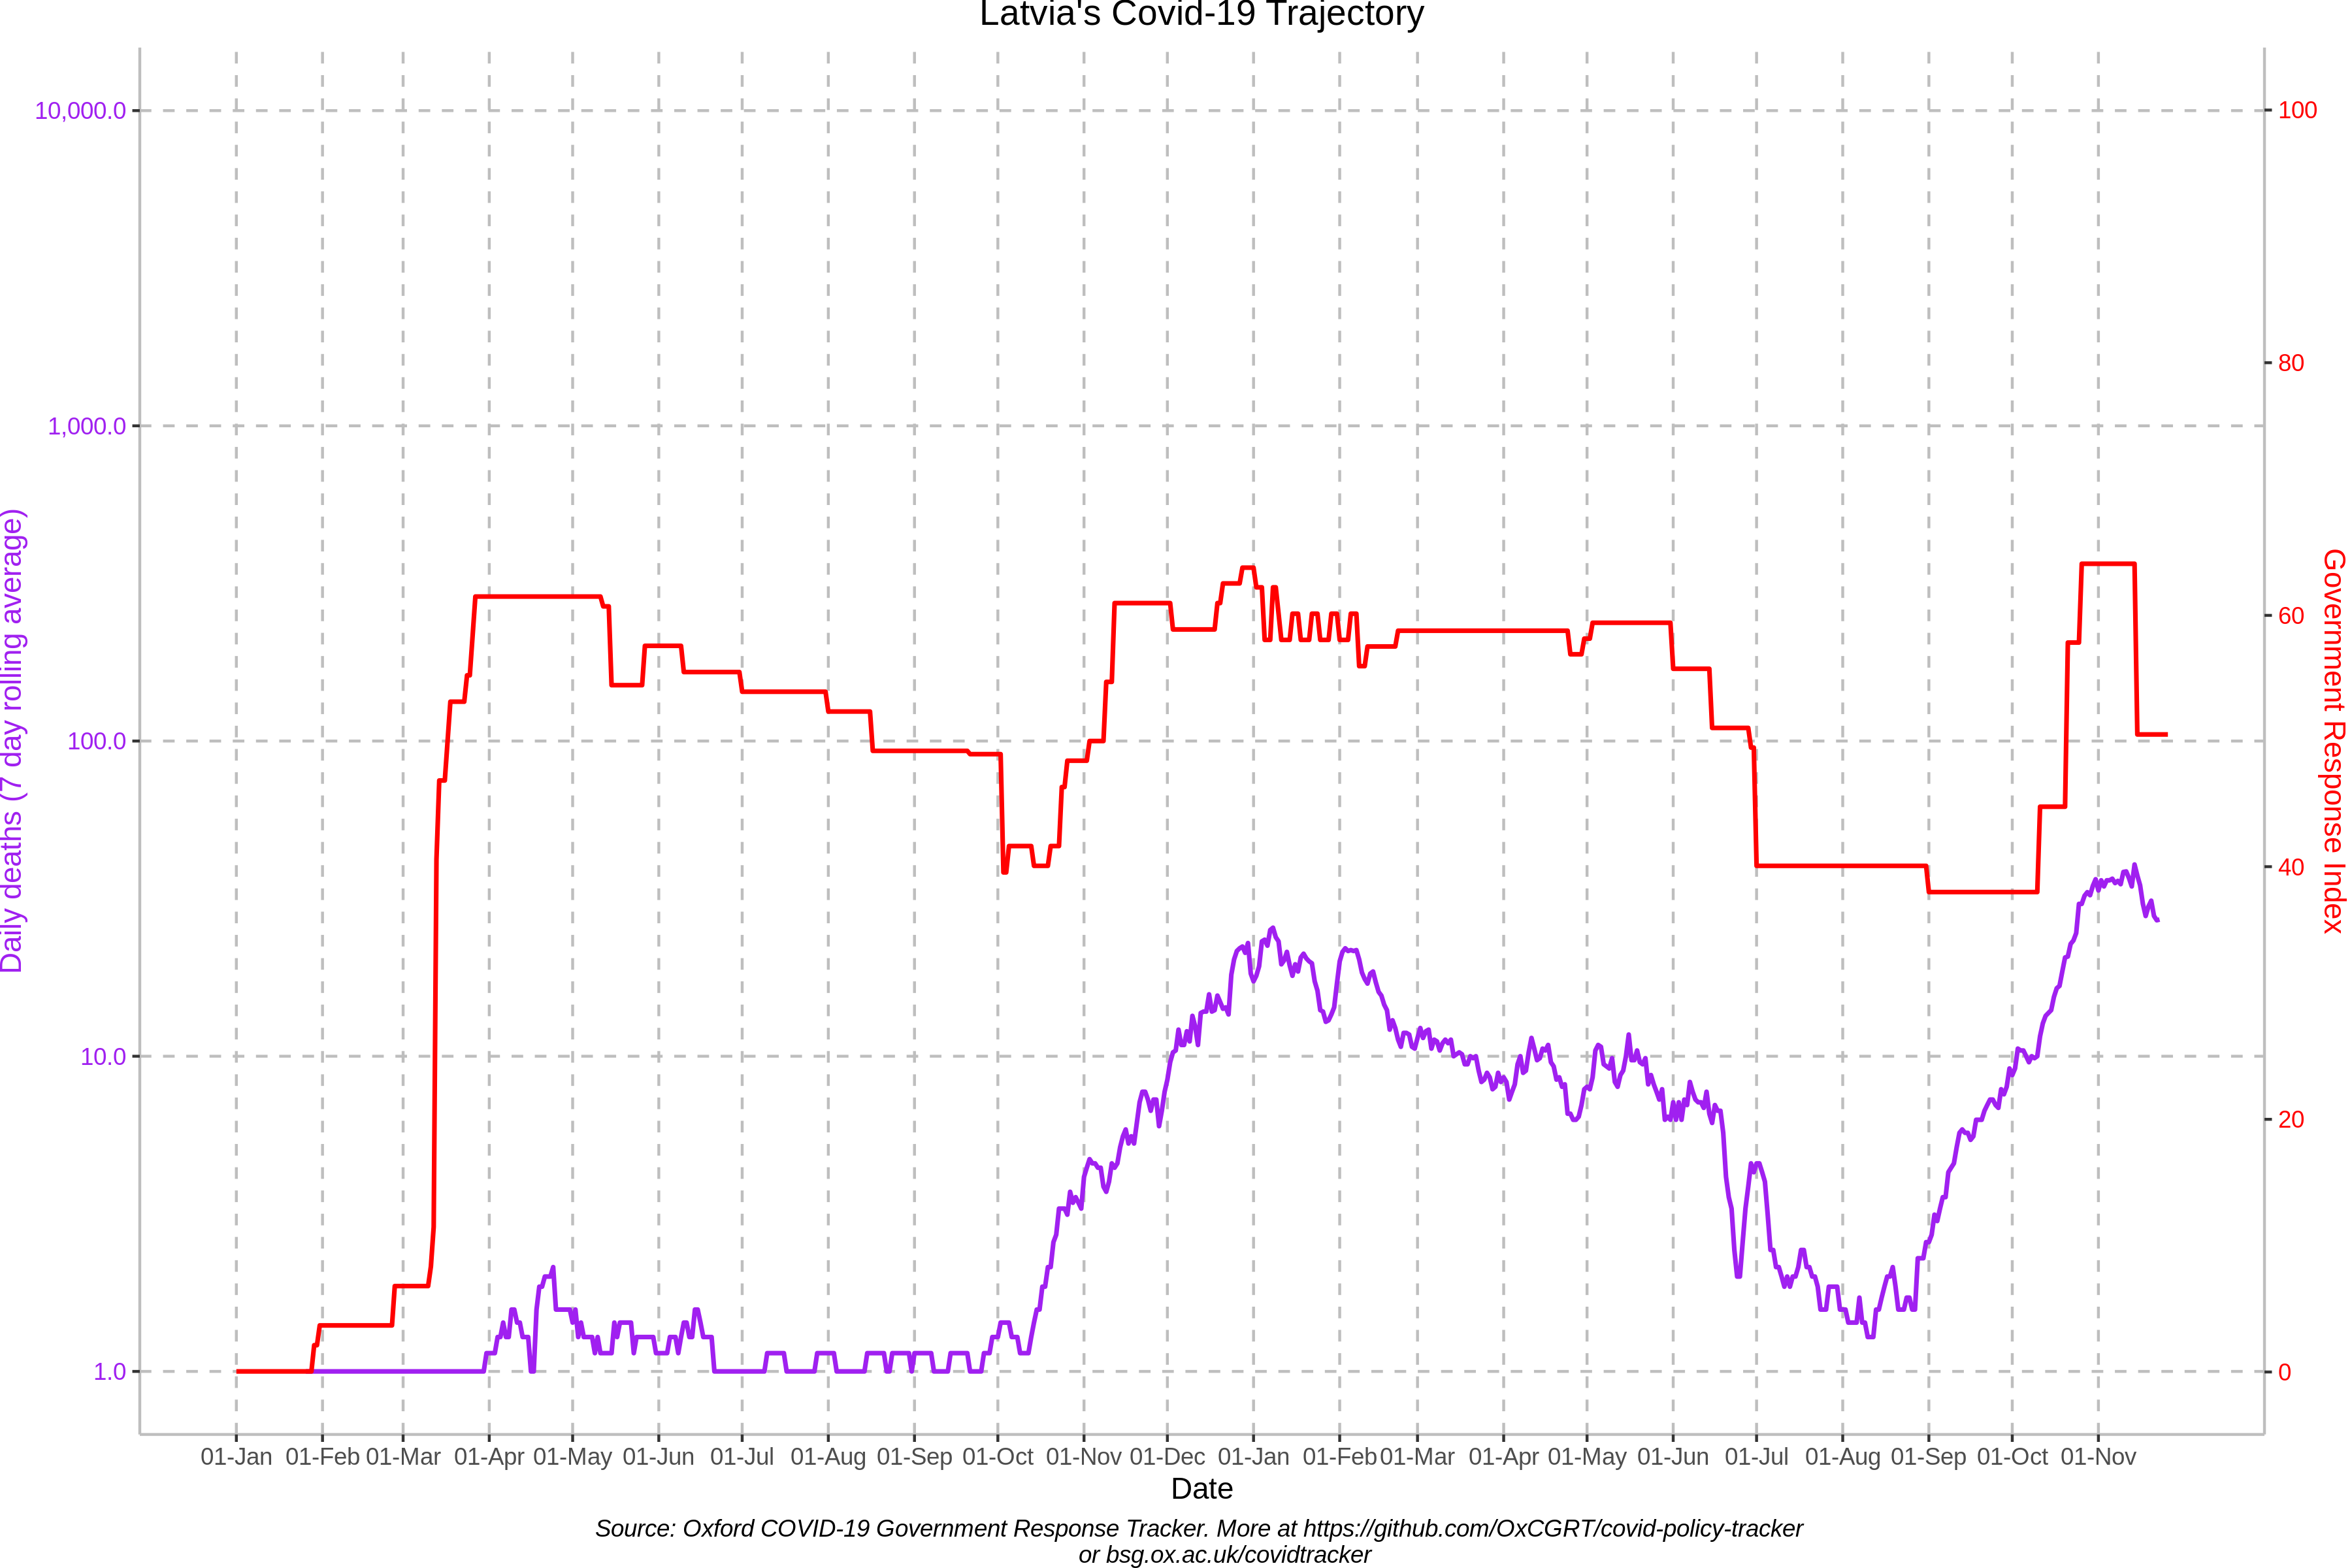 Latvia's Covid-19 Trajectory
10,000.0
1,000.0
100.0
10.0
1.0
Daily deaths (7 day rolling average)
100
80
60
40
20
0
Government Response Index
01-Jan 01-Feb 01-Mar 01-Apr 01-May 01-Jun 01-Jul 01-Aug 01-Sep 01-Oct 01-Nov 01-Dec 01-Jan 01-Feb 01-Mar 01-Apr 01-May 01-Jun 01-Jul 01-Aug 01-Sep 01-Oct 01-Nov
Date
Source: Oxford COVID-19 Government Response Tracker. More at https://github.com/OxCGRT/covid-policy-tracker
or bsg.ox.ac.uk/covidtracker